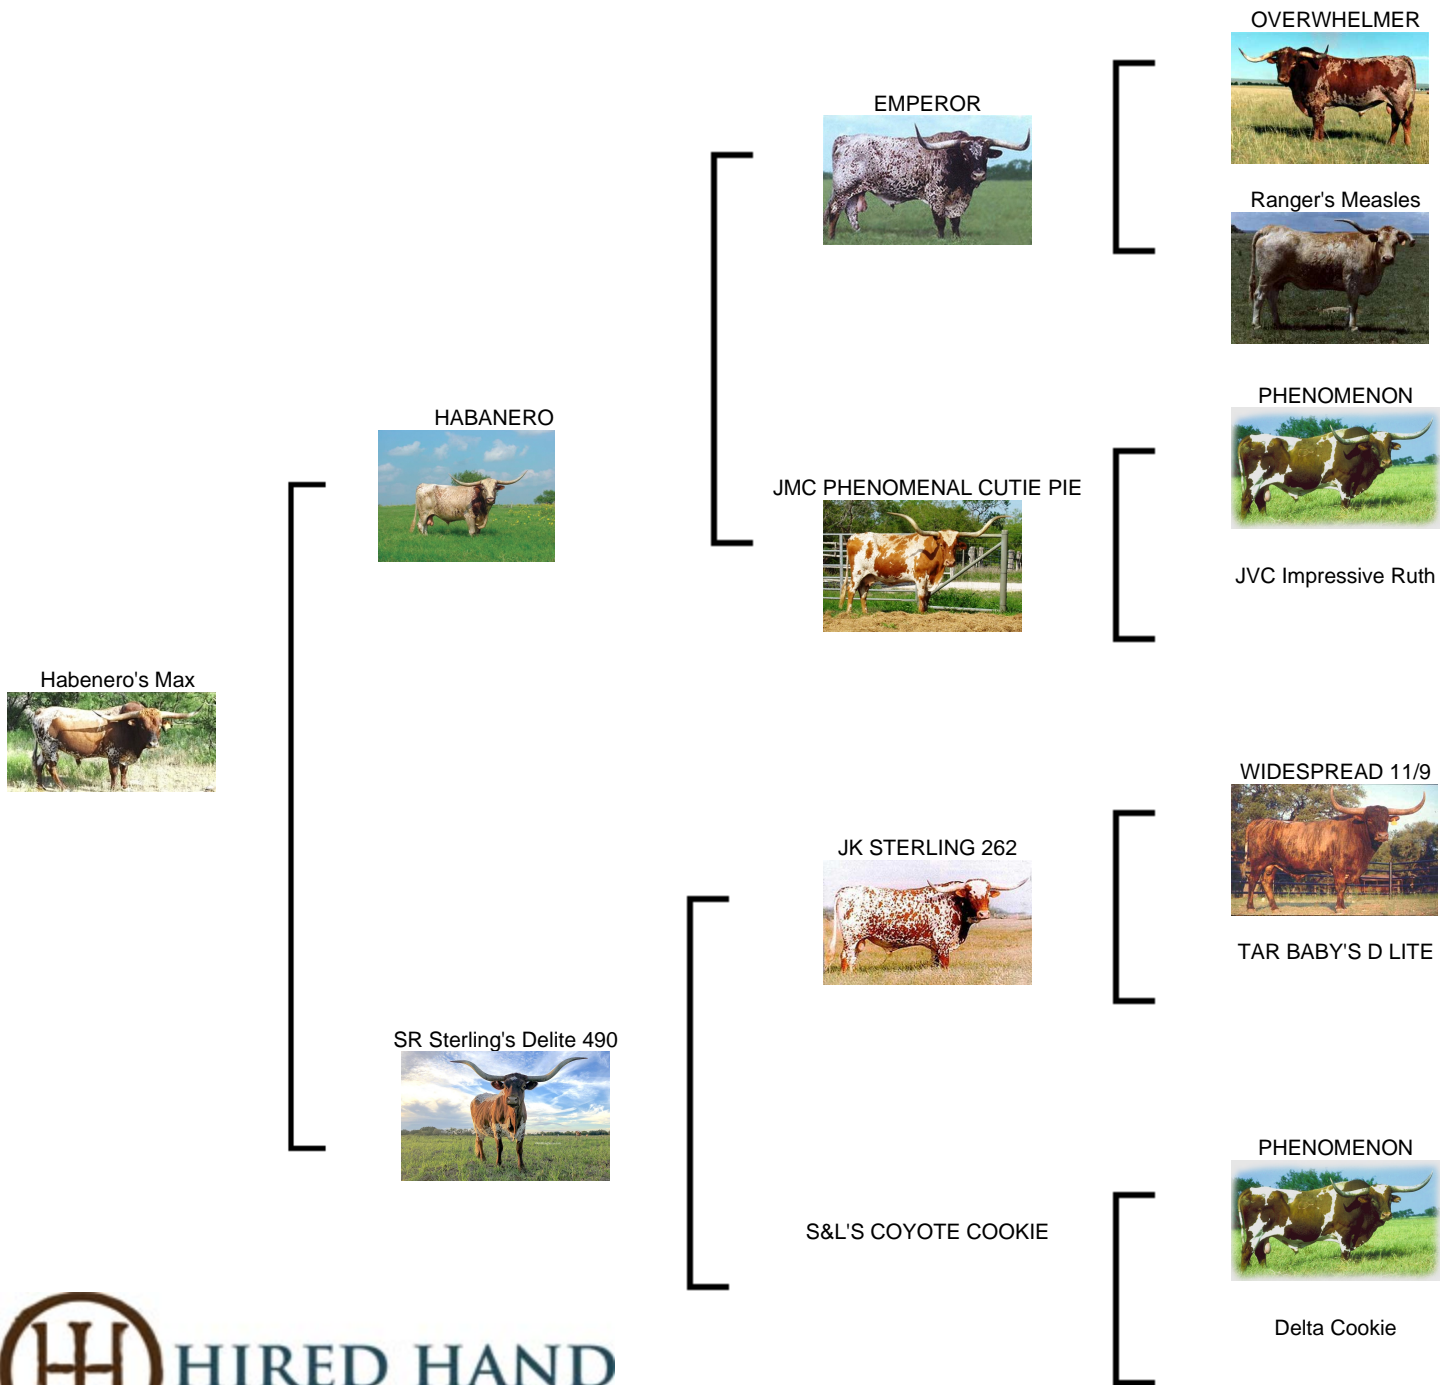 OVERWHELMER
EMPEROR
Ranger's Measles
PHENOMENON
HABANERO
JMC PHENOMENAL CUTIE PIE
JVC Impressive Ruth
Habenero's Max
WIDESPREAD 11/9
JK STERLING 262
TAR BABY'S D LITE
SR Sterling's Delite 490
PHENOMENON
S&L'S COYOTE COOKIE
Delta Cookie
HIRED HAND